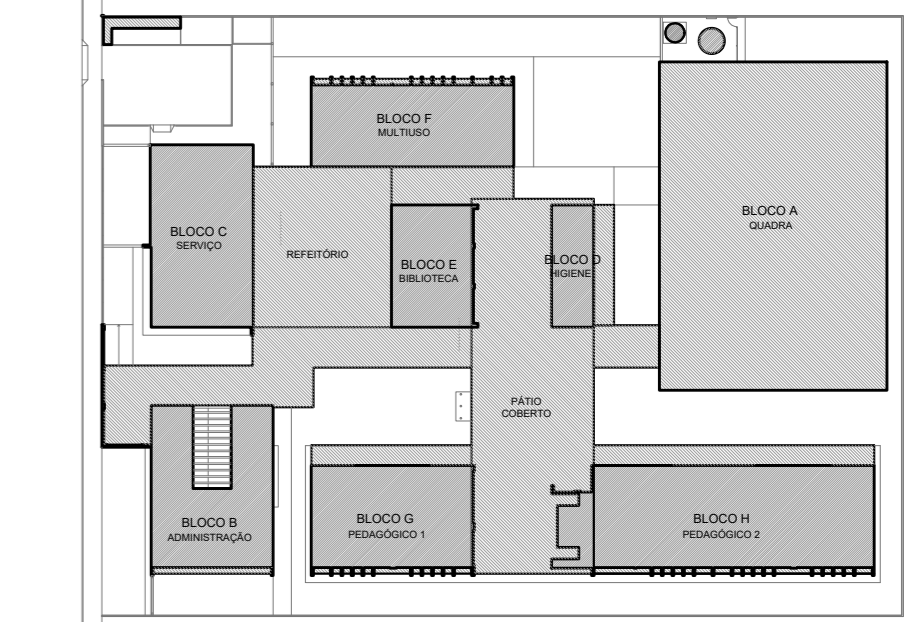 BLOCO F
MULTIUSO
BLOCO A
QUADRA
BLOCO C
SERVIÇO
REFEITÓRIO
BLOCO E
BIBLIOTECA
BLOCO D
HIGIENE
PÁTIO
COBERTO
BLOCO B
ADMINISTRAÇÃO
BLOCO G
PEDAGÓGICO 1
BLOCO H
PEDAGÓGICO 2